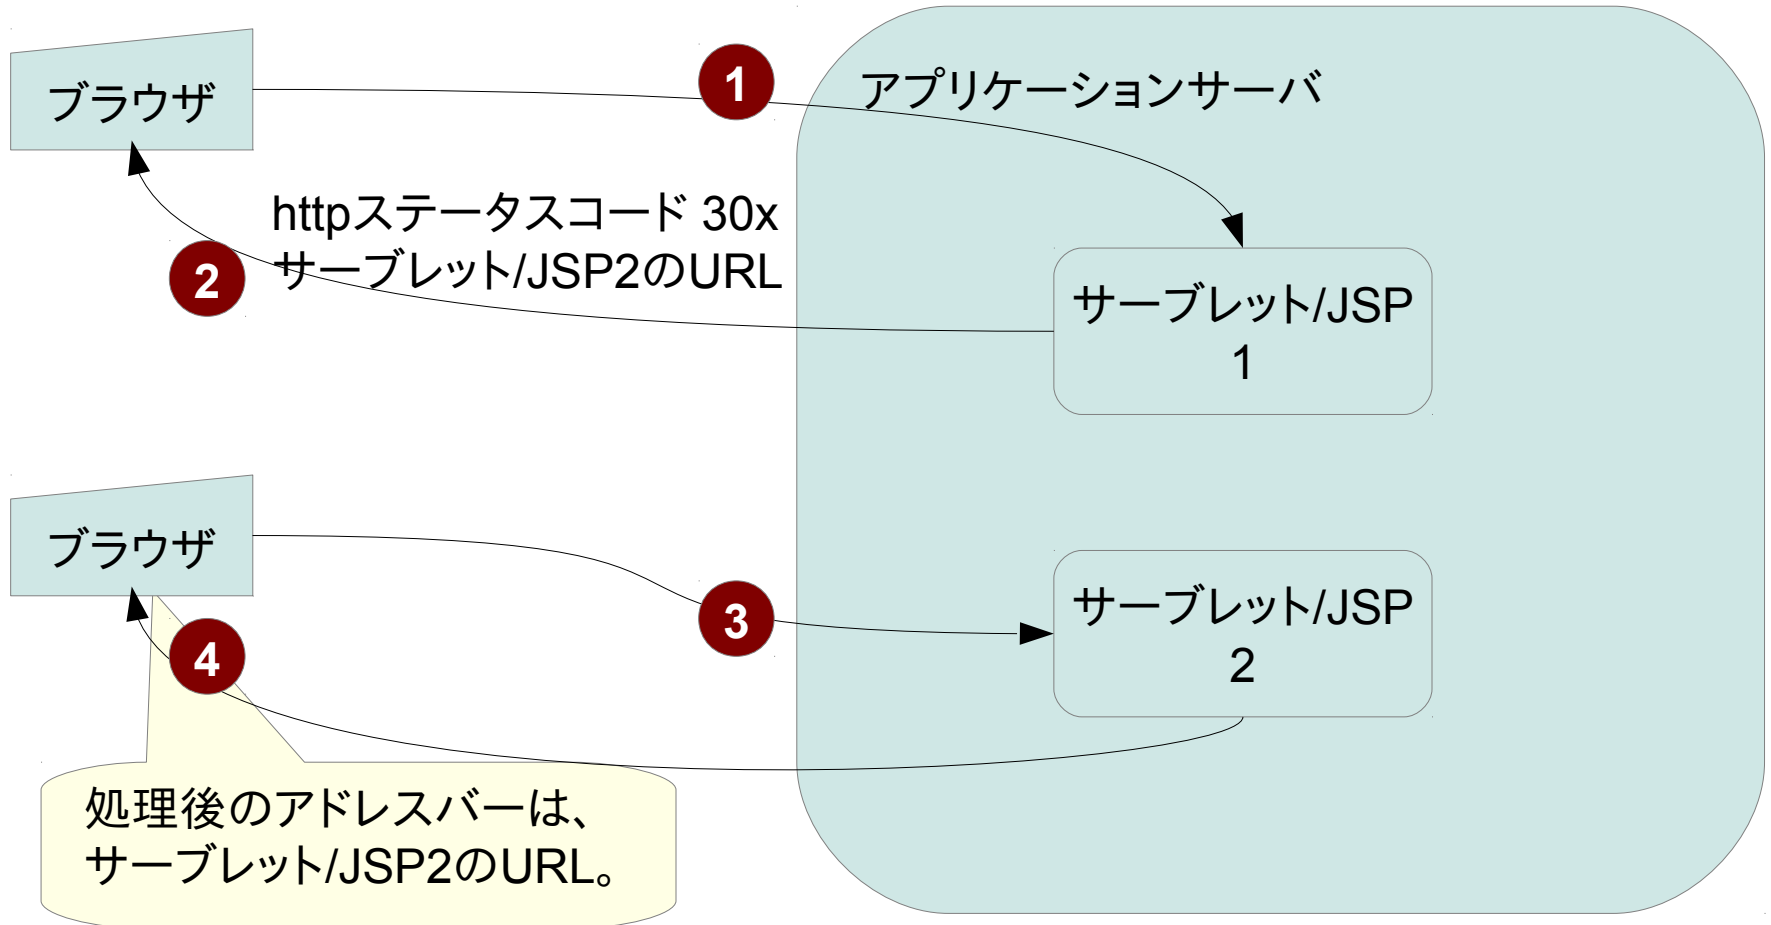 ブラウザ
1
アプリケーションサーバ
httpステータスコード 30x
サーブレット/JSP2のURL
2
サーブレット/JSP
1
ブラウザ
3
サーブレット/JSP
2
4
処理後のアドレスバーは、
サーブレット/JSP2のURL。